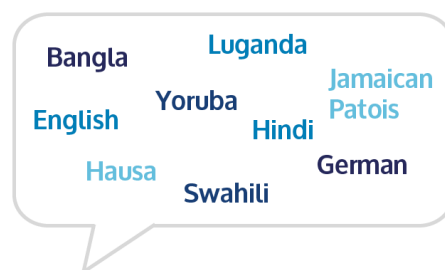 Luganda
Bangla
Jamaican
Patois
Yoruba
English
Hindi
German
Hausa
Swahili